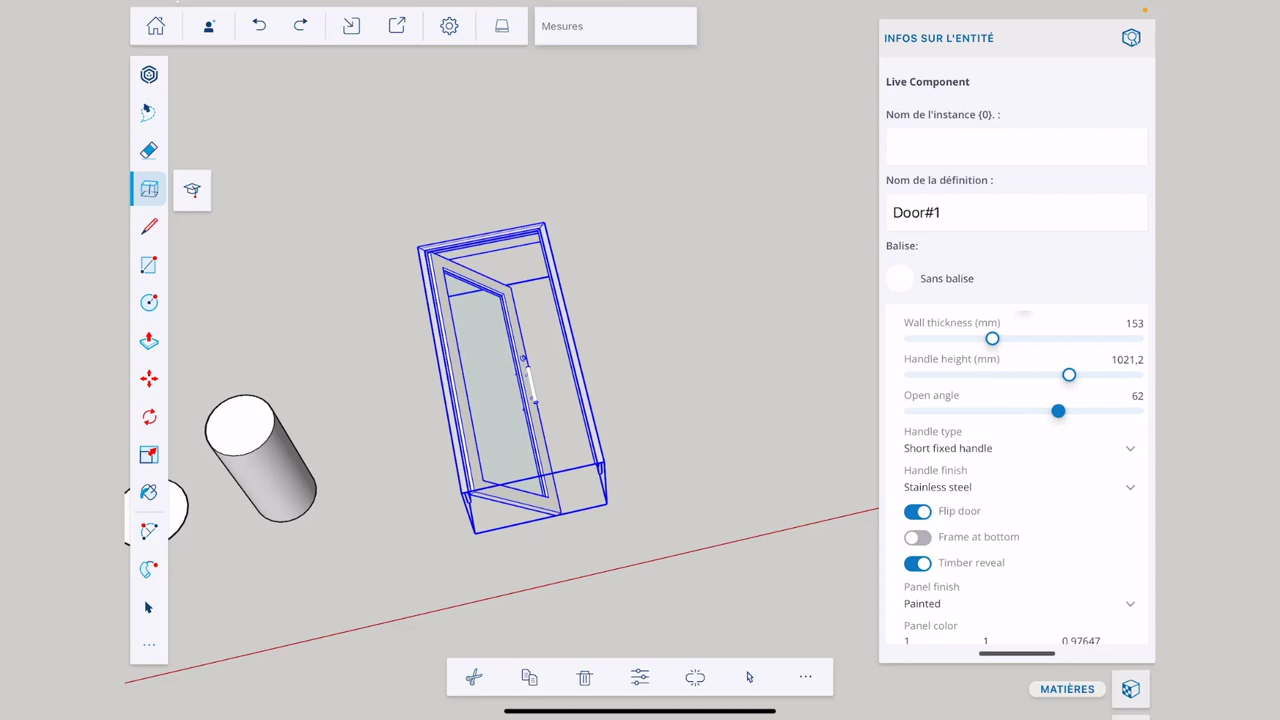 Mesures
INFOS SUR L'ENTITÉ
Live Component
Nom de l'instance {0}. :
Nom de la définition :
Door#1
Balise:
Sans balise
Wall thickness (mm) 153
Handle height (mm) 1021,2
Open angle 62
Handle type
Short fixed handle
Handle finish
Stainless steel
Flip door
Frame at bottom
Timber reveal
Panel finish
Painted
Panel color
1 1 0.97647
MATIÈRES